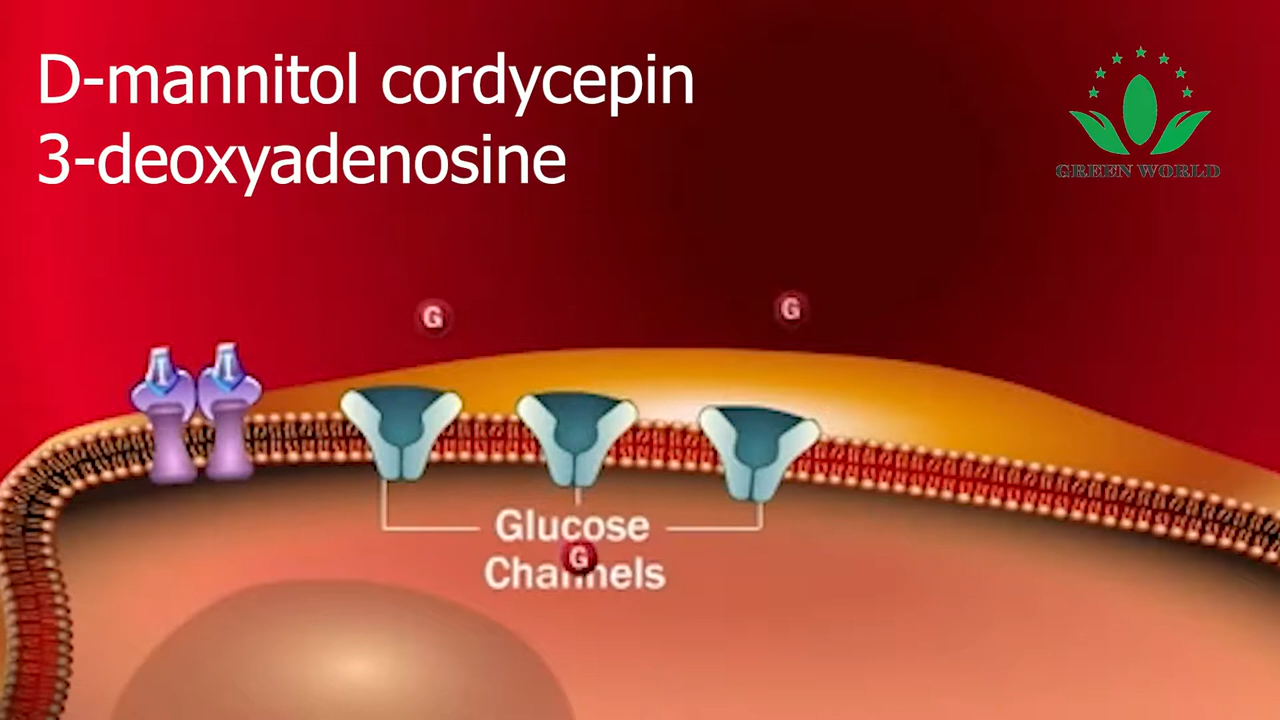 D-mannitol cordycepin
3-deoxyadenosine
GREEN WORLD
G
G
I
I
Glucose
G
Channels